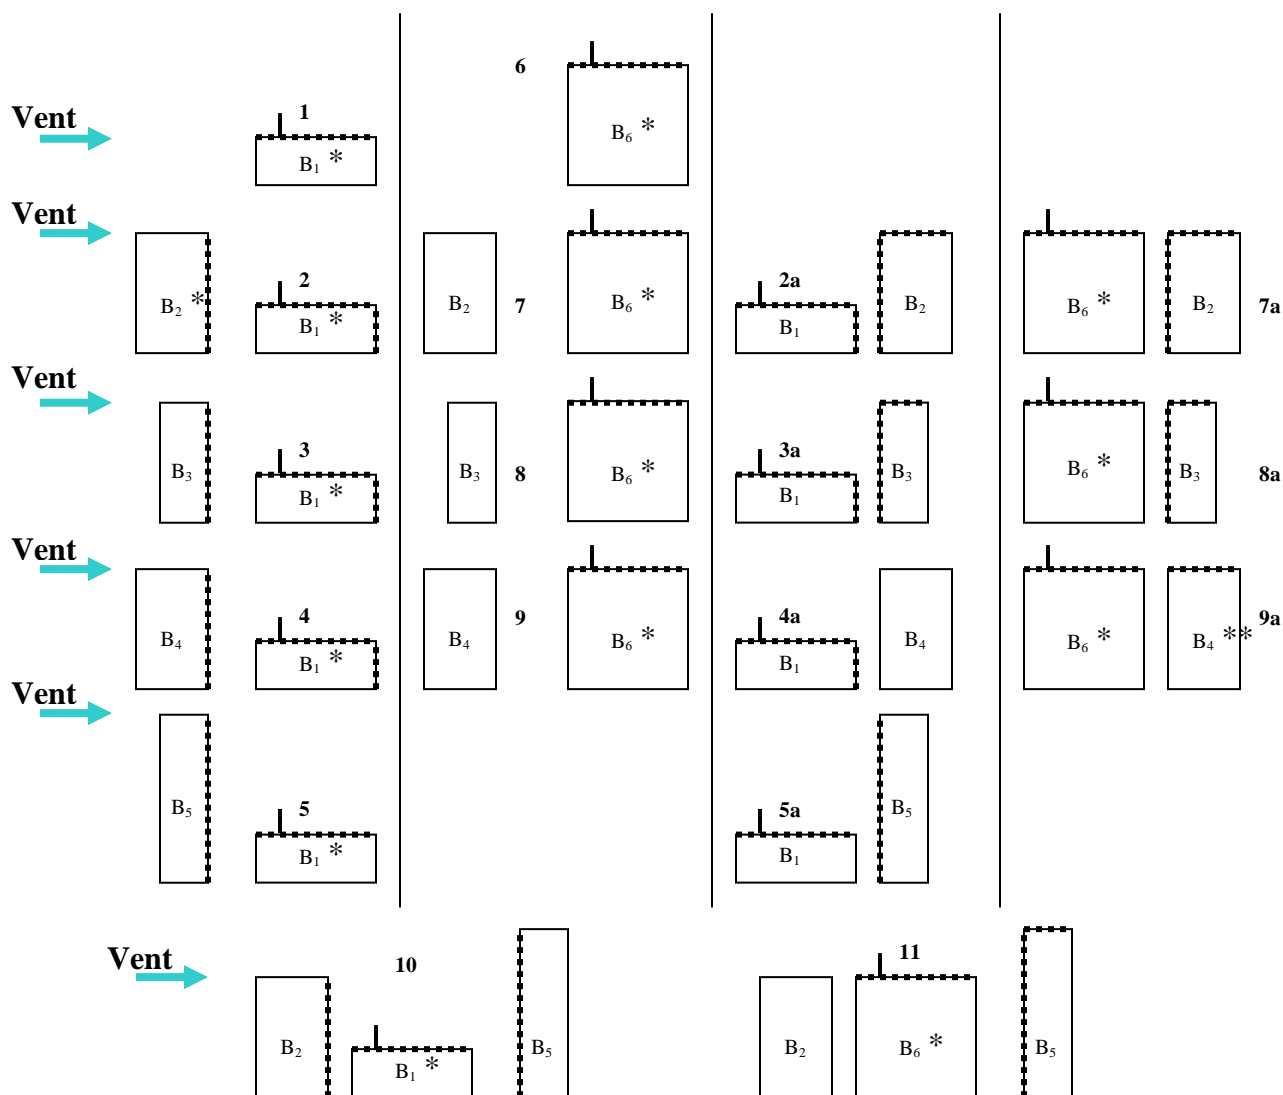 6
Vent
1
B6 *
B1 *
Vent
B2 *
2
B1 *
B2
7
B6 *
2a
B1
B2
B6 *
B2
7a
Vent
B3
3
B1 *
B3
8
B6 *
3a
B1
B3
B6 *
B3
8a
Vent
B4
4
B1 *
B4
9
B6 *
4a
B1
B4
B6 *
B4 **
9a
Vent
B5
5
B1 *
5a
B1
B5
Vent
10
11
B2
B1 *
B5
B2
B6 *
B5